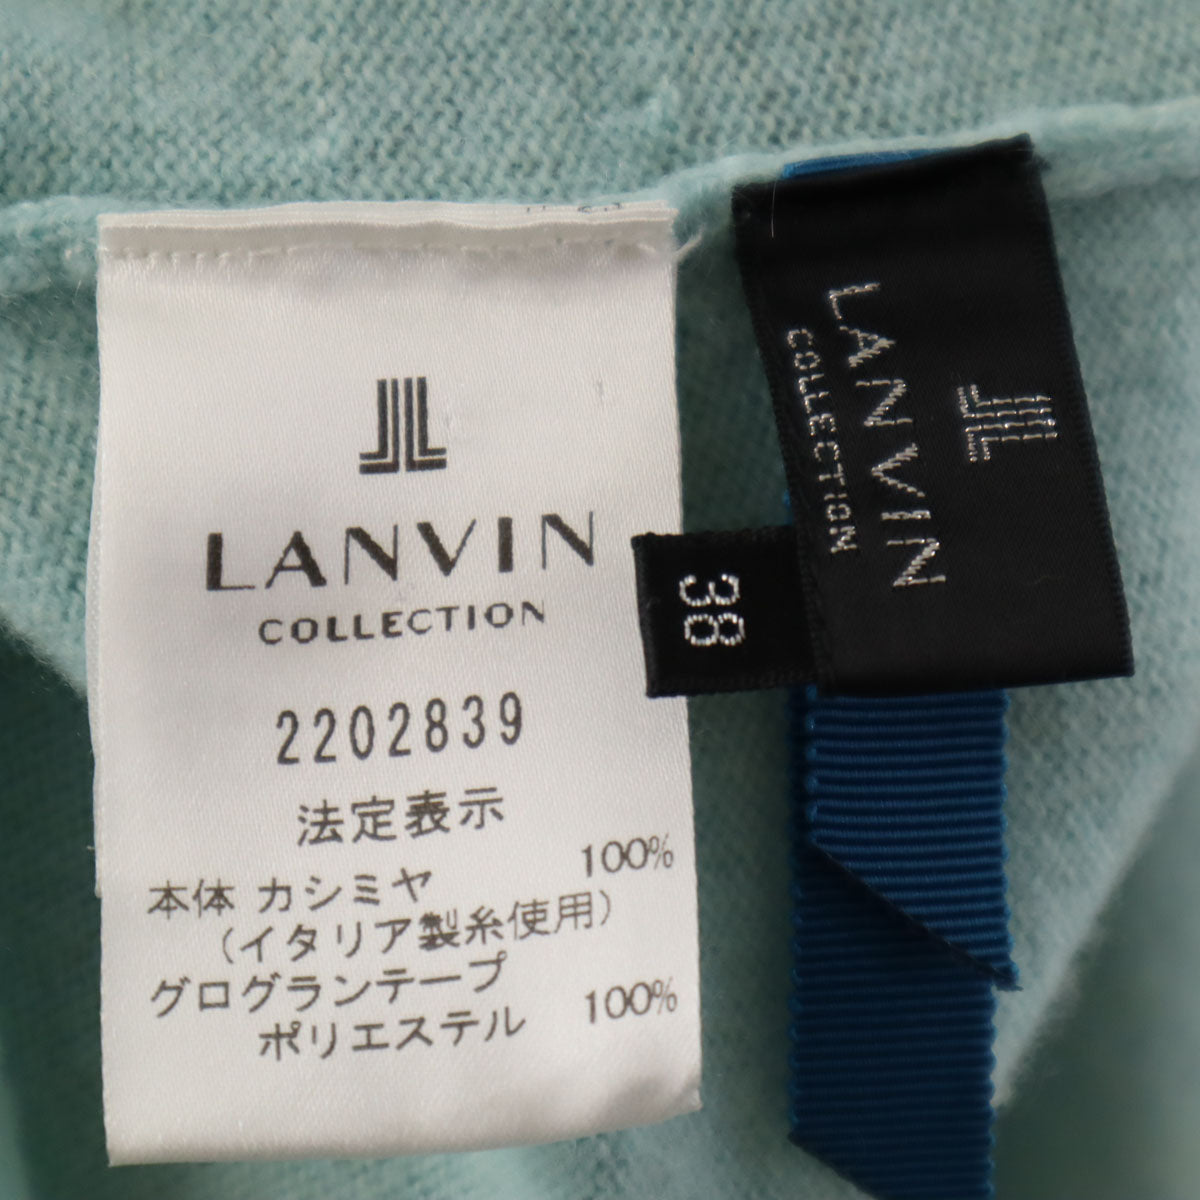 LANVIN
COLLECTION
2202839
法定表示
本体 カシミヤ 100%
(イタリア製糸使用)
グログランテープ
ポリエステル 100%
LANVIN
COLLECTION
38